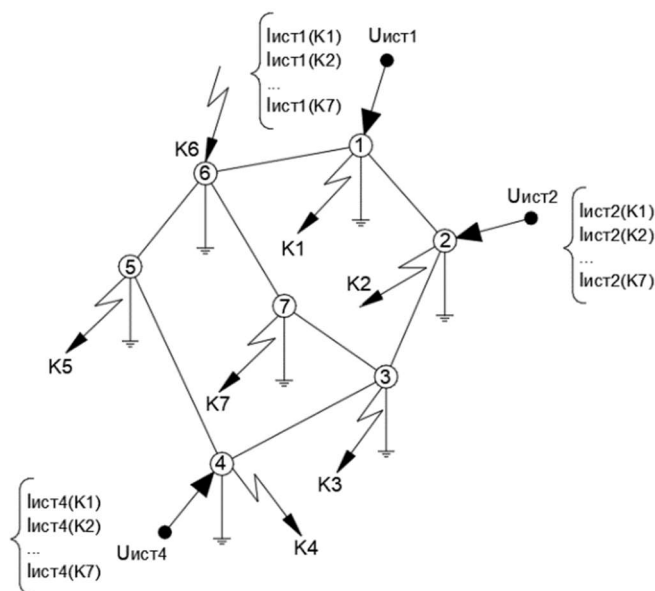 Iист1(K1)
Iист1(K2)
...
Iист1(K7)
Uист1
K6
6
1
K1
Uист2
2
Iист2(K1)
Iист2(K2)
...
Iист2(K7)
K2
5
7
K5
K7
3
K3
4
Iист4(K1)
Iист4(K2)
...
Iист4(K7)
Uист4
K4